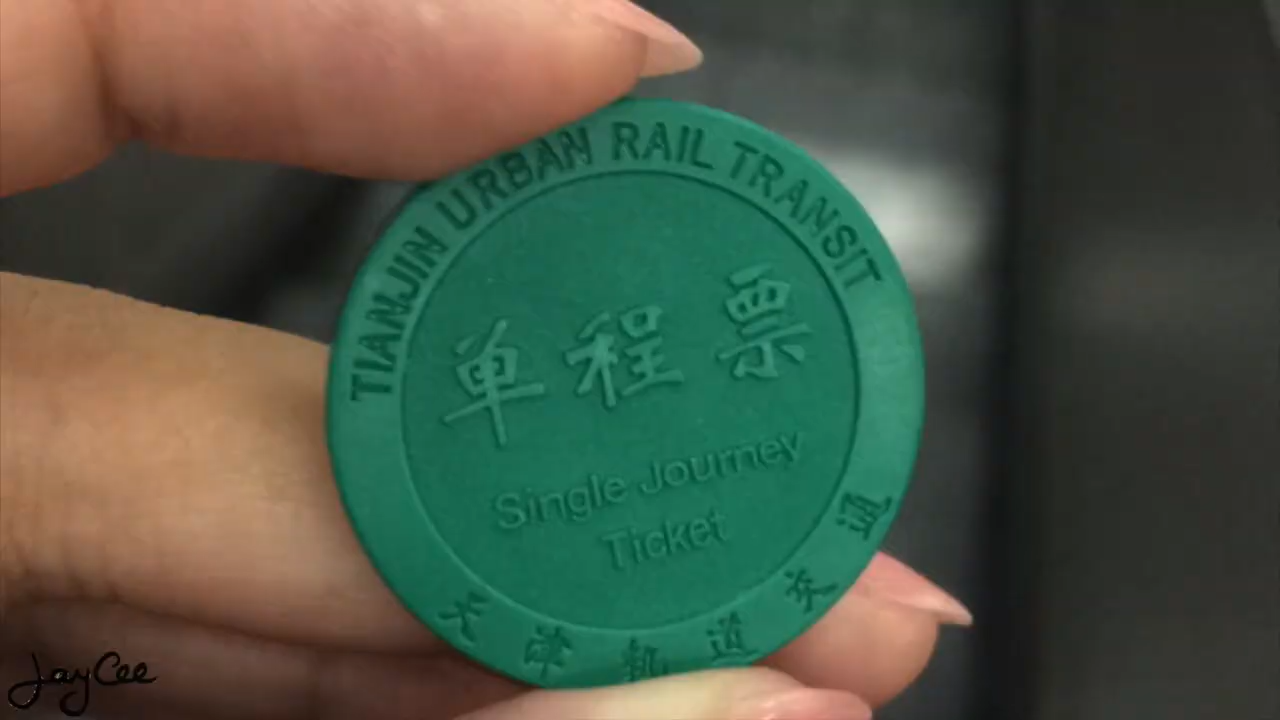 TIANJIN URBAN RAIL TRANSIT
单程票
Single Journey
Ticket
天津轨道交通
JayCee